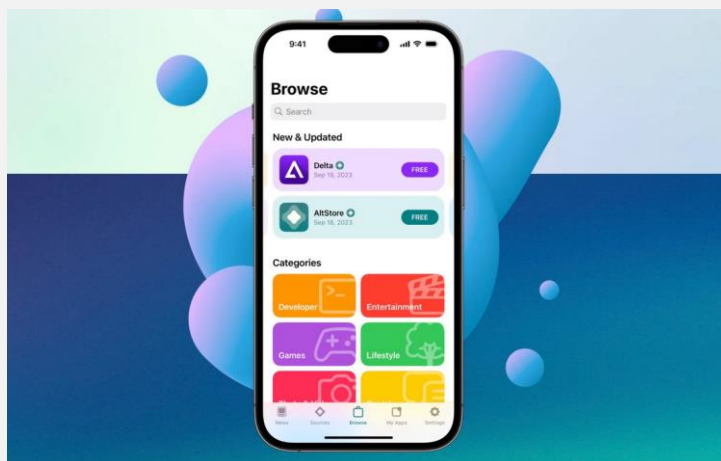 9:41
Browse
Search
New & Updated
Delta
Sep 18, 2023
FREE
AltStore
Sep 18, 2023
FREE
Categories
Developer
Entertainment
Games
Lifestyle
News
Sources
Browse
My Apps
Settings